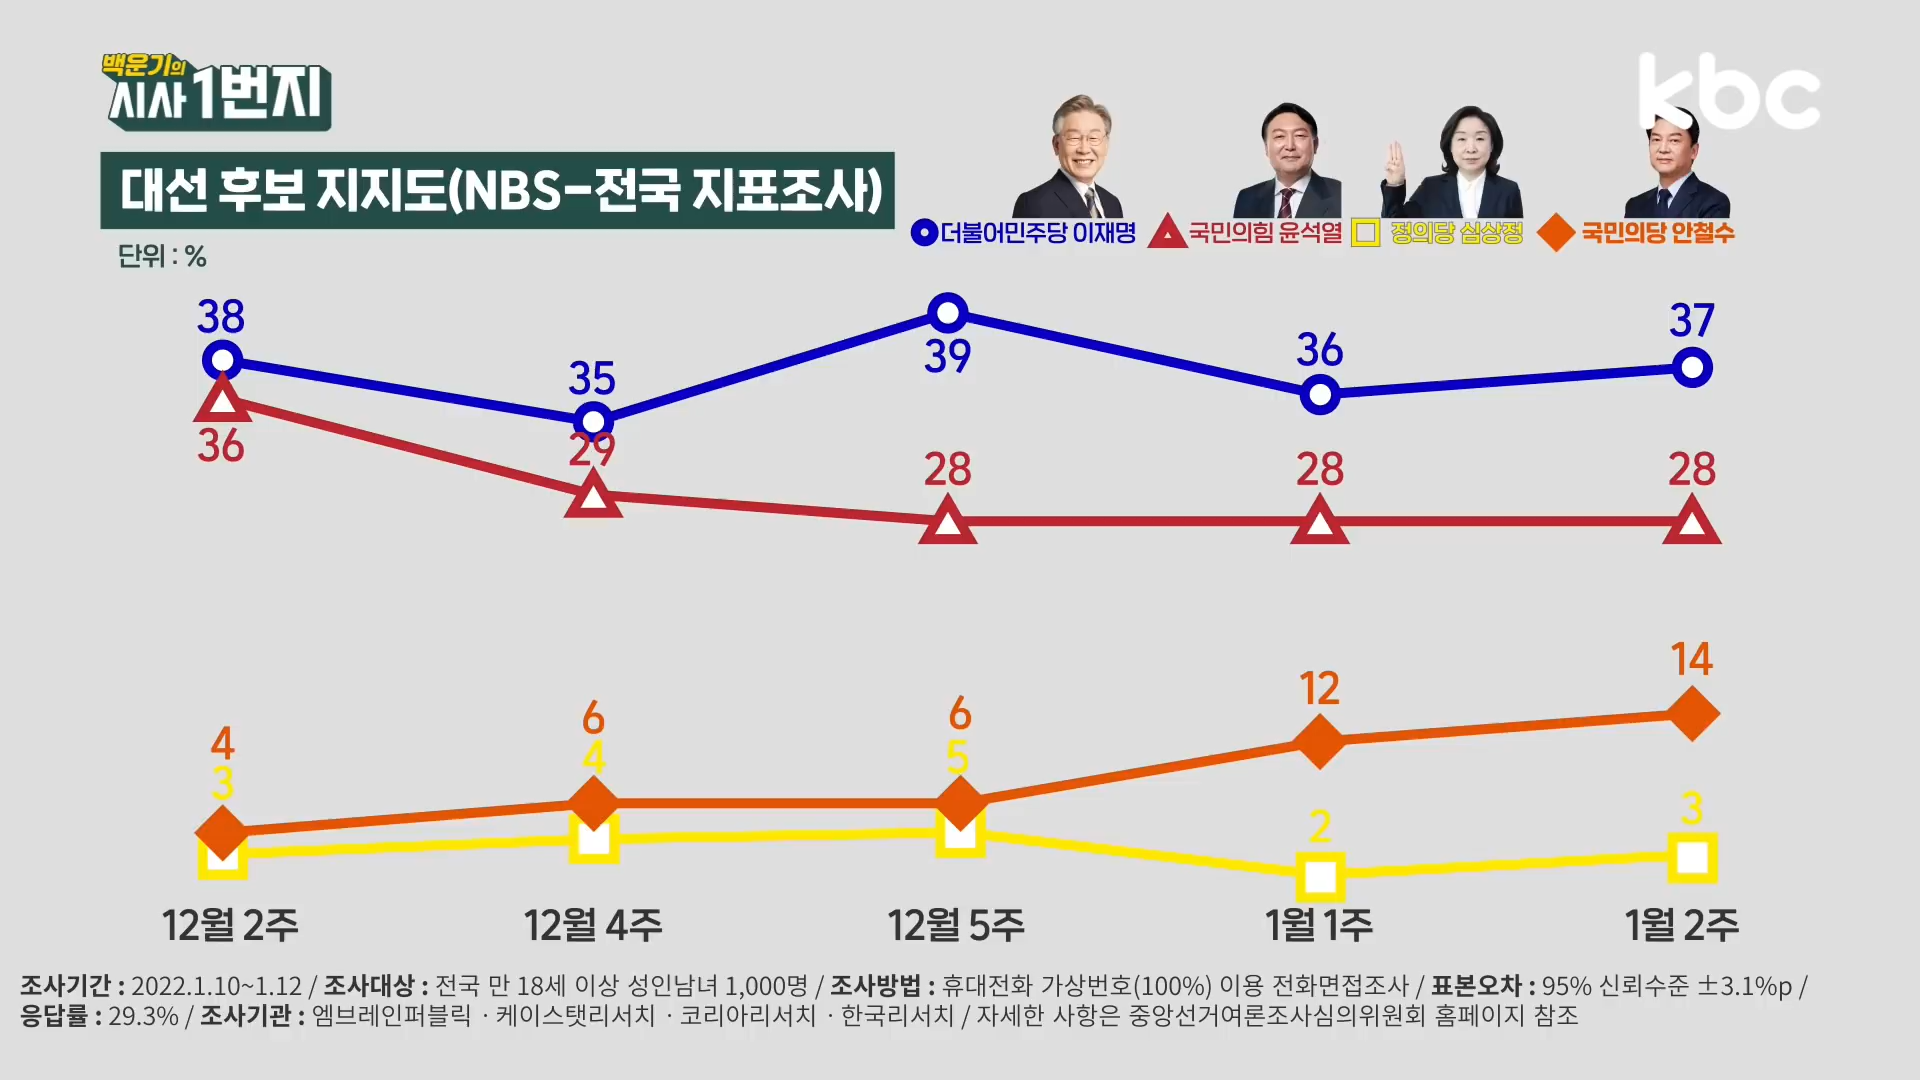 백운기의
시사1번지
kbc
대선 후보 지지도(NBS-전국 지표조사)
더불어민주당 이재명
국민의힘 윤석열
정의당 심상정
국민의당 안철수
단위 : %
38
35
39
36
37
36
29
28
28
28
4
6
6
12
14
3
4
5
2
3
12월 2주
12월 4주
12월 5주
1월 1주
1월 2주
조사기간 : 2022.1.10~1.12 / 조사대상 : 전국 만 18세 이상 성인남녀 1,000명 / 조사방법 : 휴대전화 가상번호(100%) 이용 전화면접조사 / 표본오차 : 95% 신뢰수준 ±3.1%p /
응답률 : 29.3% / 조사기관 : 엠브레인퍼블릭ㆍ케이스탯리서치ㆍ코리아리서치ㆍ한국리서치 / 자세한 사항은 중앙선거여론조사심의위원회 홈페이지 참조